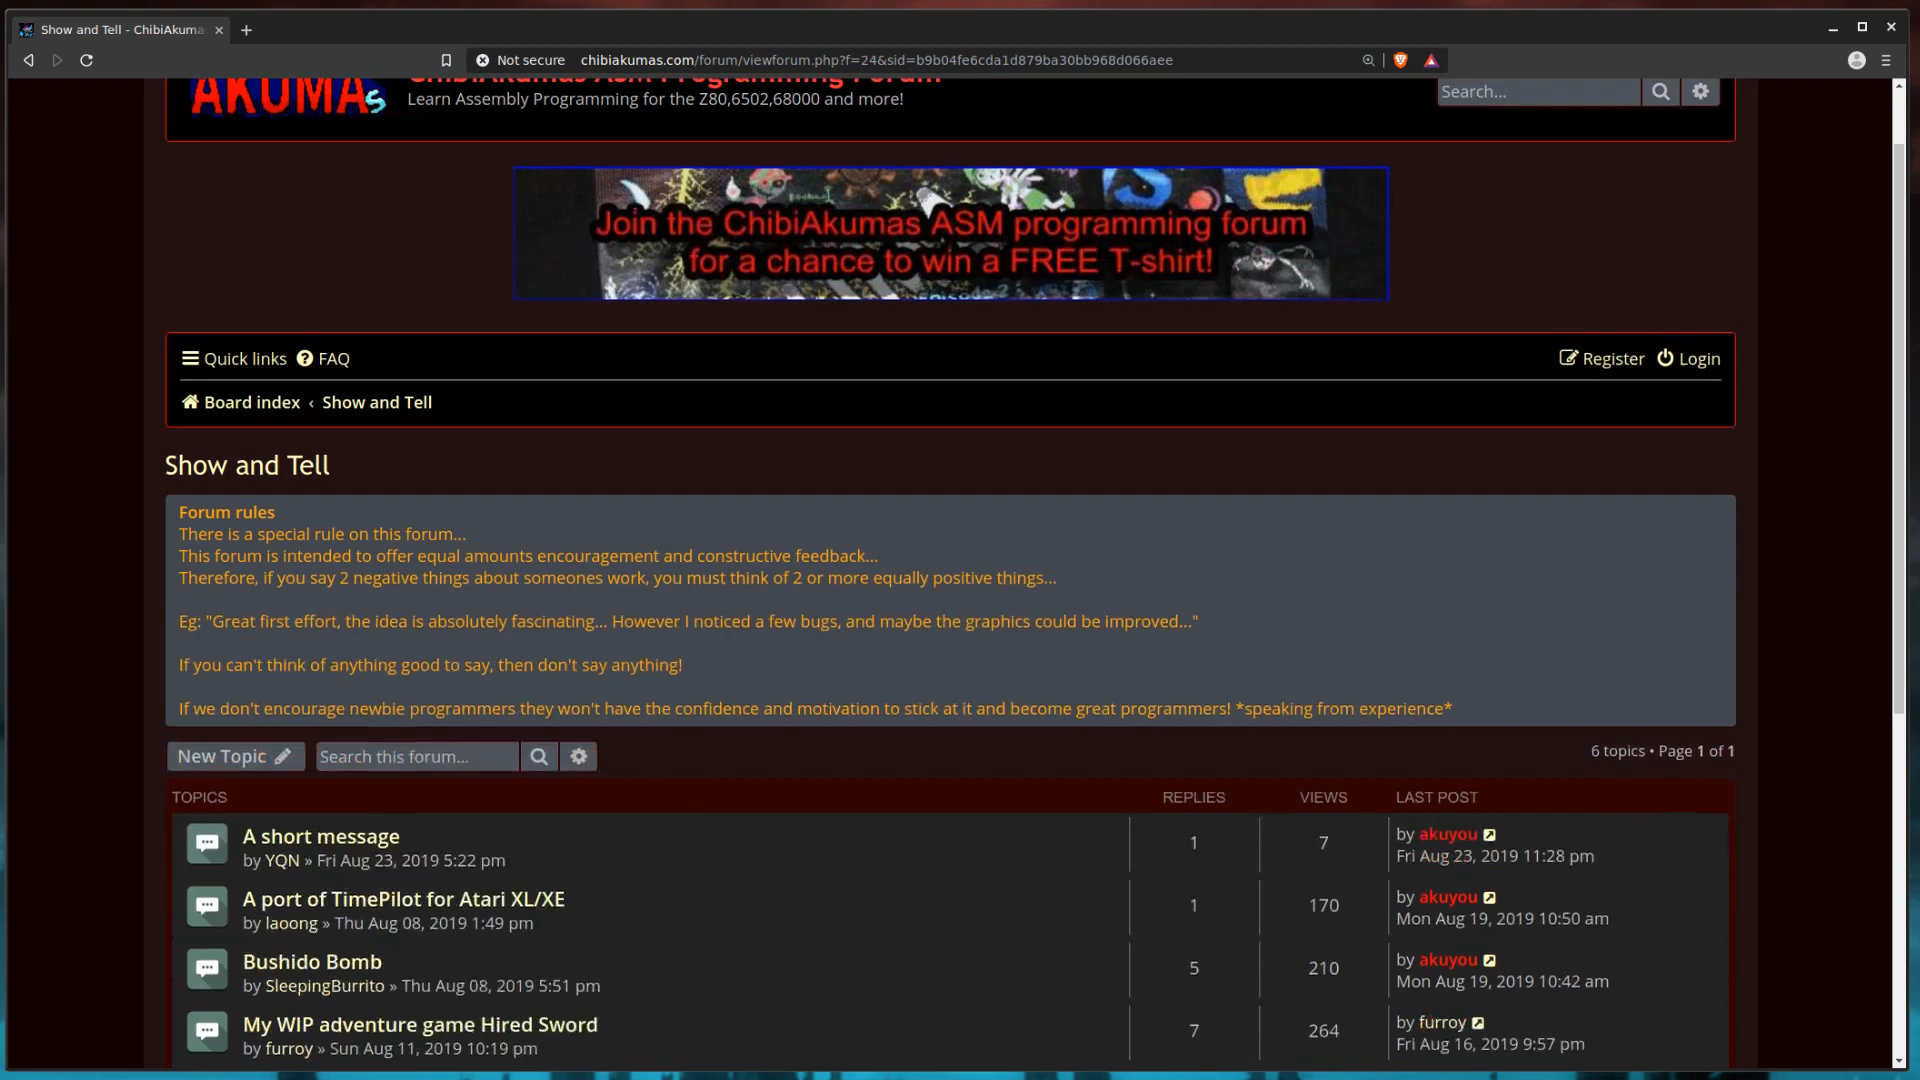 Show and Tell - ChibiAkumas
Not secure chibiakumas.com/forum/viewforum.php?f=24&sid=b9b04fe6cda1d879ba30bb968d066aee
AKUMAs
ChibiAkumas ASM Programming Forum
Learn Assembly Programming for the Z80,6502,68000 and more!
Search…
Join the ChibiAkumas ASM programming forum
for a chance to win a FREE T-shirt!
Episode 2
Quick links FAQ
Register Login
Board index ‹ Show and Tell
Show and Tell
Forum rules
There is a special rule on this forum...
This forum is intended to offer equal amounts encouragement and constructive feedback...
Therefore, if you say 2 negative things about someones work, you must think of 2 or more equally positive things...
Eg: "Great first effort, the idea is absolutely fascinating... However I noticed a few bugs, and maybe the graphics could be improved..."
If you can't think of anything good to say, then don't say anything!
If we don't encourage newbie programmers they won't have the confidence and motivation to stick at it and become great programmers! *speaking from experience*
New Topic
Search this forum…
6 topics • Page 1 of 1
TOPICS REPLIES VIEWS LAST POST
A short message
by YQN » Fri Aug 23, 2019 5:22 pm
1
7
by akuyou
Fri Aug 23, 2019 11:28 pm
A port of TimePilot for Atari XL/XE
by laoong » Thu Aug 08, 2019 1:49 pm
1
170
by akuyou
Mon Aug 19, 2019 10:50 am
Bushido Bomb
by SleepingBurrito » Thu Aug 08, 2019 5:51 pm
5
210
by akuyou
Mon Aug 19, 2019 10:42 am
My WIP adventure game Hired Sword
by furroy » Sun Aug 11, 2019 10:19 pm
7
264
by furroy
Fri Aug 16, 2019 9:57 pm